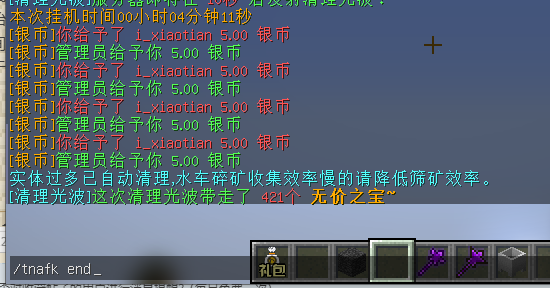 本次挂机时间00小时04分钟11秒
[银币]你给予了 i_xiaotian 5.00 银币
[银币]管理员给予你 5.00 银币
[银币]你给予了 i_xiaotian 5.00 银币
[银币]管理员给予你 5.00 银币
[银币]你给予了 i_xiaotian 5.00 银币
[银币]管理员给予你 5.00 银币
[银币]你给予了 i_xiaotian 5.00 银币
[银币]管理员给予你 5.00 银币
实体过多已自动清理,水车碎矿收集效率慢的请降低筛矿效率。
[清理光波]这次清理光波带走了 421个 无价之宝~
礼包
/tnafk end_